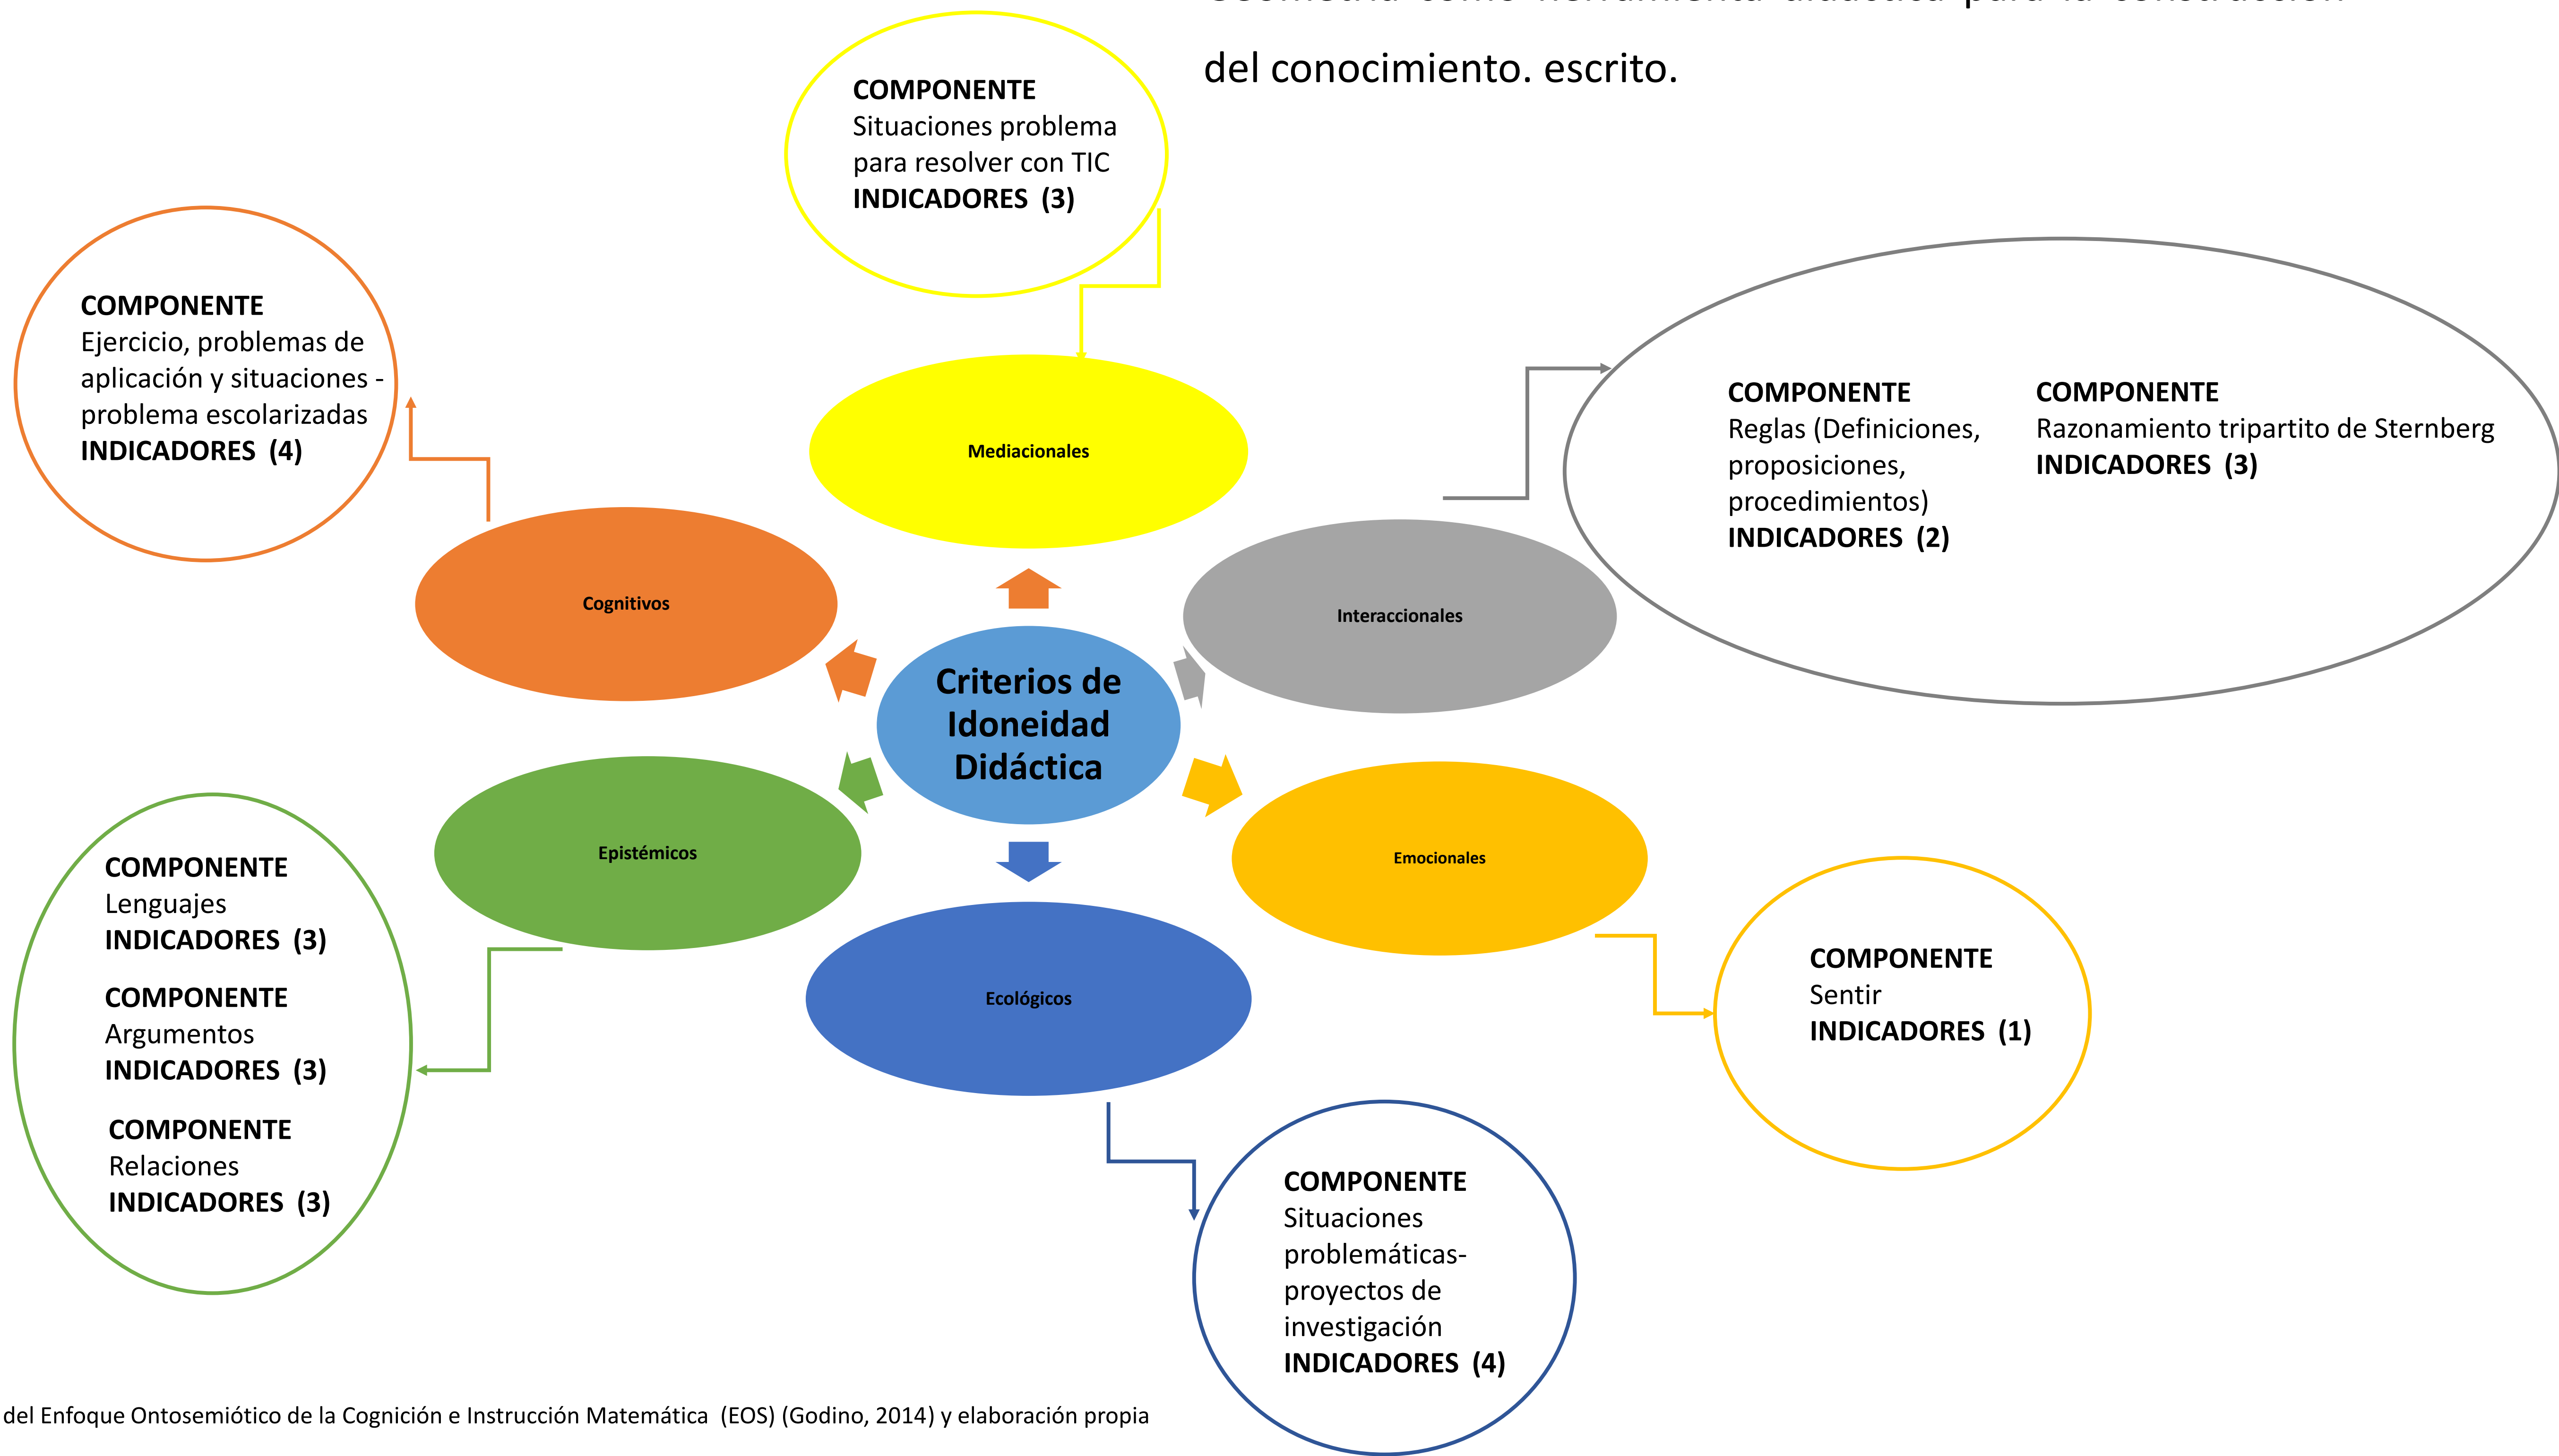 del conocimiento. escrito.
COMPONENTE
Situaciones problema
para resolver con TIC
INDICADORES (3)
COMPONENTE
Ejercicio, problemas de
aplicación y situaciones -
problema escolarizadas
INDICADORES (4)
COMPONENTE
Reglas (Definiciones,
proposiciones,
procedimientos)
INDICADORES (2)
COMPONENTE
Razonamiento tripartito de Sternberg
INDICADORES (3)
Mediacionales
Cognitivos
Interaccionales
Criterios de
Idoneidad
Didáctica
Epistémicos
Emocionales
Ecológicos
COMPONENTE
Lenguajes
INDICADORES (3)
COMPONENTE
Argumentos
INDICADORES (3)
COMPONENTE
Relaciones
INDICADORES (3)
COMPONENTE
Sentir
INDICADORES (1)
COMPONENTE
Situaciones
problemáticas-
proyectos de
investigación
INDICADORES (4)
del Enfoque Ontosemiótico de la Cognición e Instrucción Matemática (EOS) (Godino, 2014) y elaboración propia